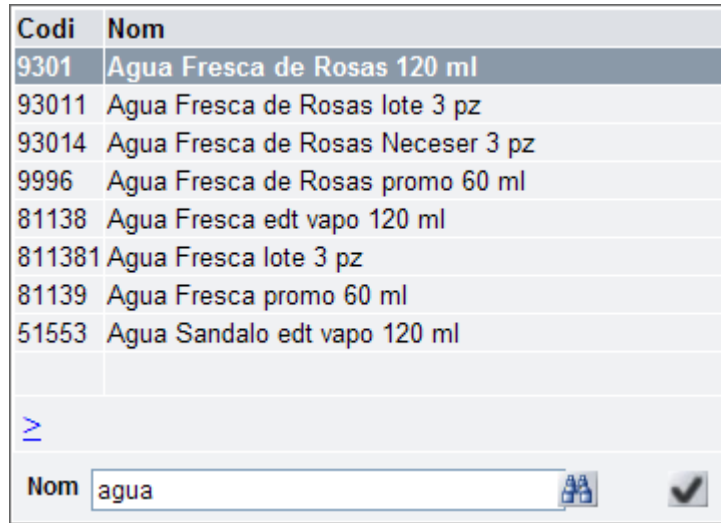 Codi Nom
9301 Agua Fresca de Rosas 120 ml
93011 Agua Fresca de Rosas lote 3 pz
93014 Agua Fresca de Rosas Neceser 3 pz
9996 Agua Fresca de Rosas promo 60 ml
81138 Agua Fresca edt vapo 120 ml
811381 Agua Fresca lote 3 pz
81139 Agua Fresca promo 60 ml
51553 Agua Sandalo edt vapo 120 ml
>
Nom agua